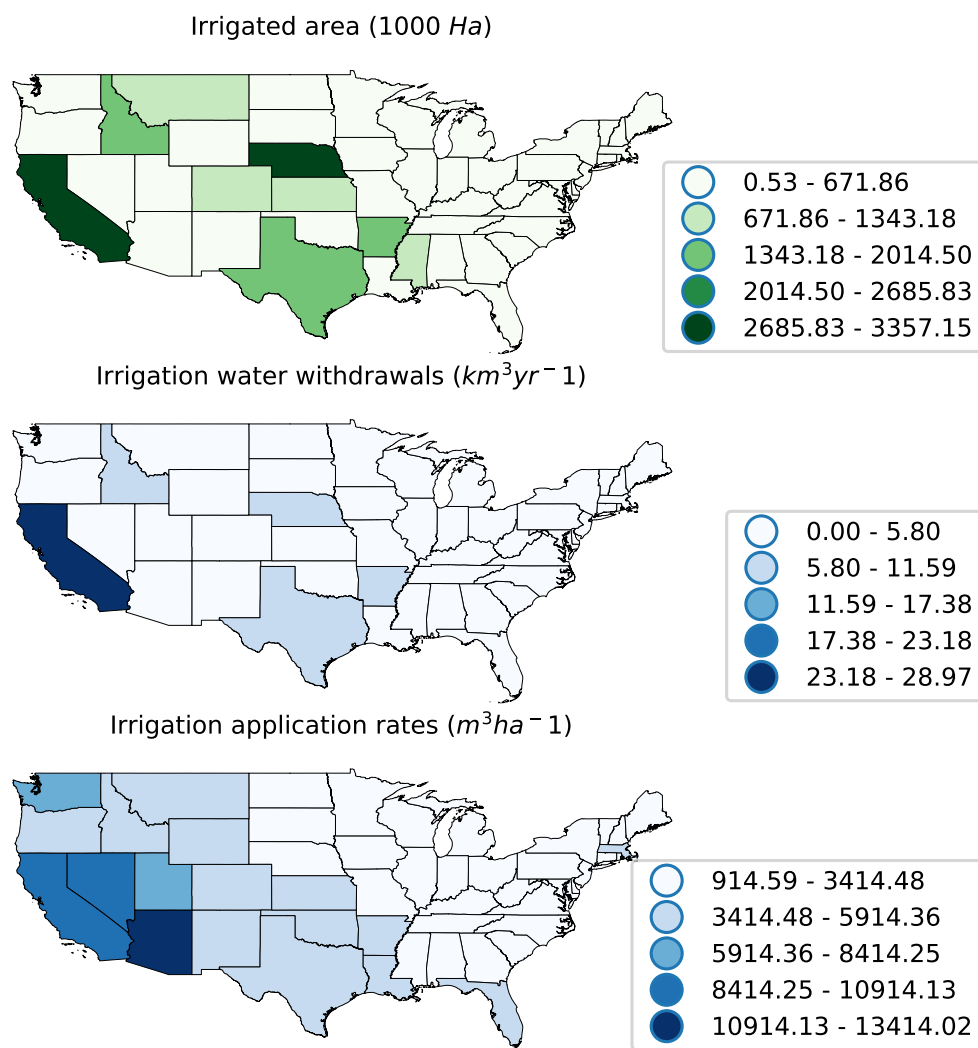 Irrigated area (1000 Ha)
0.53 - 671.86
671.86 - 1343.18
1343.18 - 2014.50
2014.50 - 2685.83
2685.83 - 3357.15
Irrigation water withdrawals (km³yr⁻1)
0.00 - 5.80
5.80 - 11.59
11.59 - 17.38
17.38 - 23.18
23.18 - 28.97
Irrigation application rates (m³ha⁻1)
914.59 - 3414.48
3414.48 - 5914.36
5914.36 - 8414.25
8414.25 - 10914.13
10914.13 - 13414.02